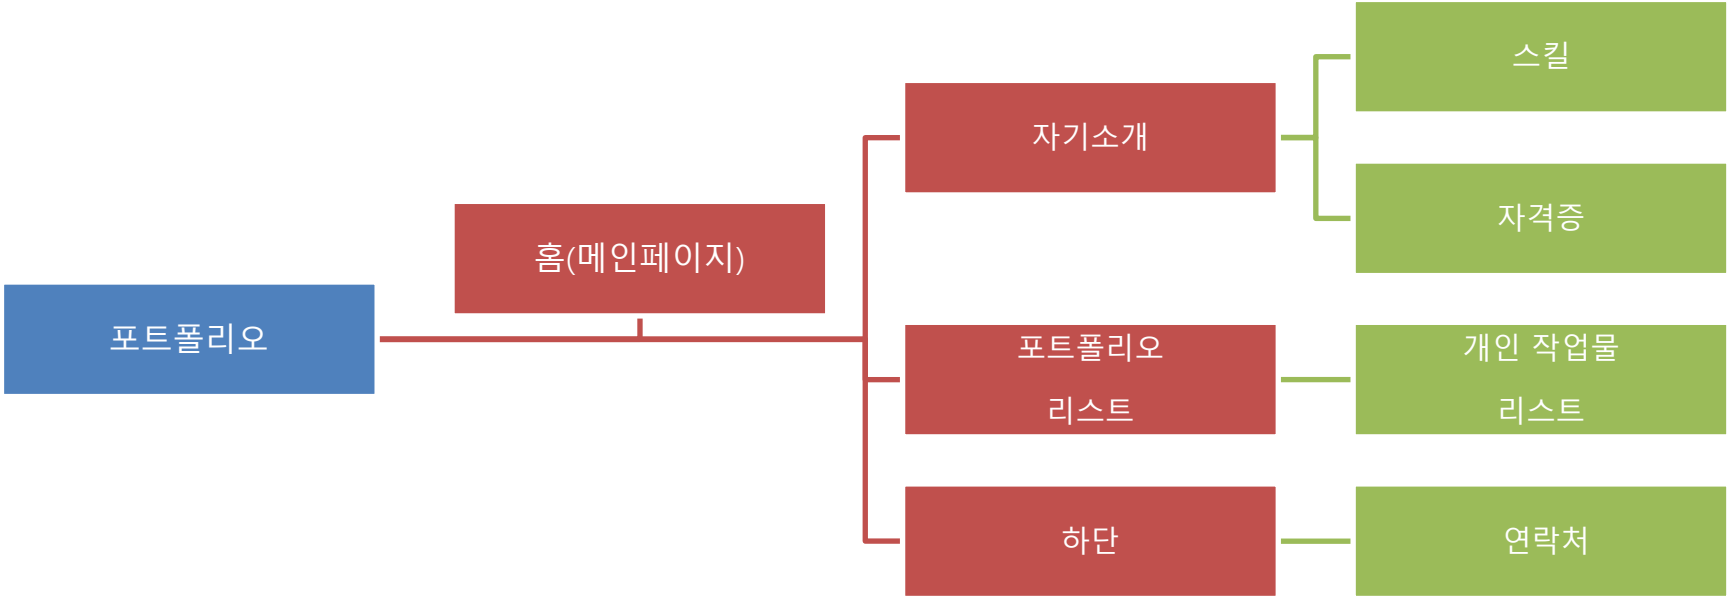 포트폴리오
홈(메인페이지)
자기소개
스킬
자격증
포트폴리오
리스트
개인 작업물
리스트
하단
연락처